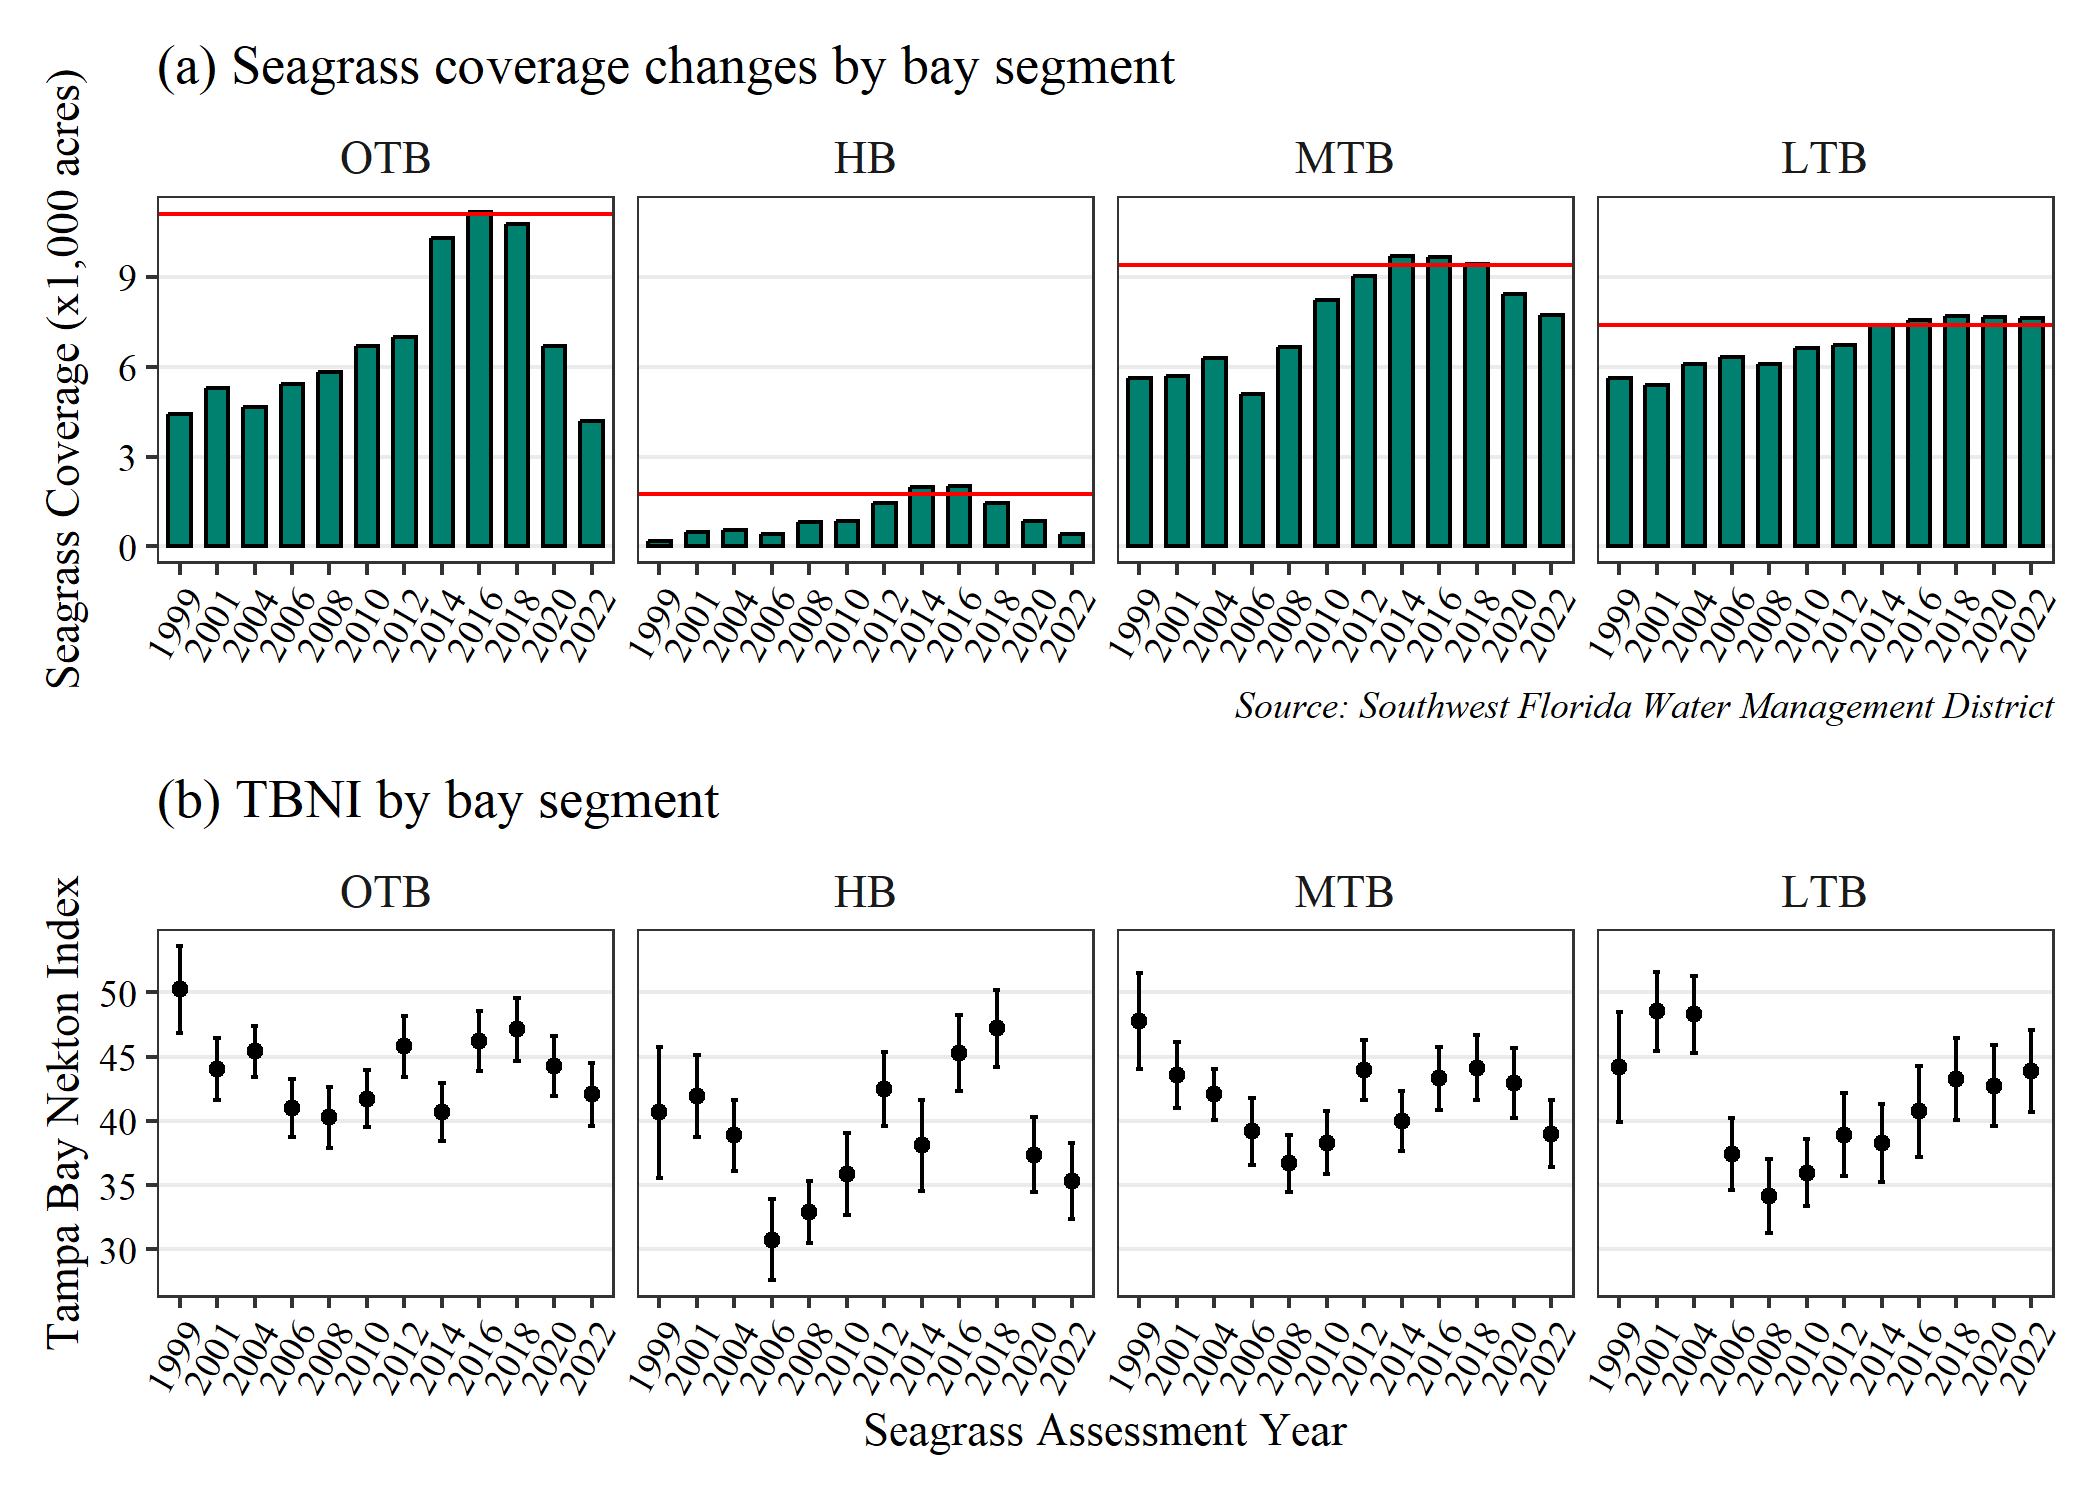 (a) Seagrass coverage changes by bay segment
OTB HB MTB LTB
Seagrass Coverage (x1,000 acres)
9
6
3
0
1999 2001 2004 2006 2008 2010 2012 2014 2016 2018 2020 2022
1999 2001 2004 2006 2008 2010 2012 2014 2016 2018 2020 2022
1999 2001 2004 2006 2008 2010 2012 2014 2016 2018 2020 2022
1999 2001 2004 2006 2008 2010 2012 2014 2016 2018 2020 2022
Source: Southwest Florida Water Management District
(b) TBNI by bay segment
OTB HB MTB LTB
Tampa Bay Nekton Index
50
45
40
35
30
1999 2001 2004 2006 2008 2010 2012 2014 2016 2018 2020 2022
1999 2001 2004 2006 2008 2010 2012 2014 2016 2018 2020 2022
1999 2001 2004 2006 2008 2010 2012 2014 2016 2018 2020 2022
1999 2001 2004 2006 2008 2010 2012 2014 2016 2018 2020 2022
Seagrass Assessment Year